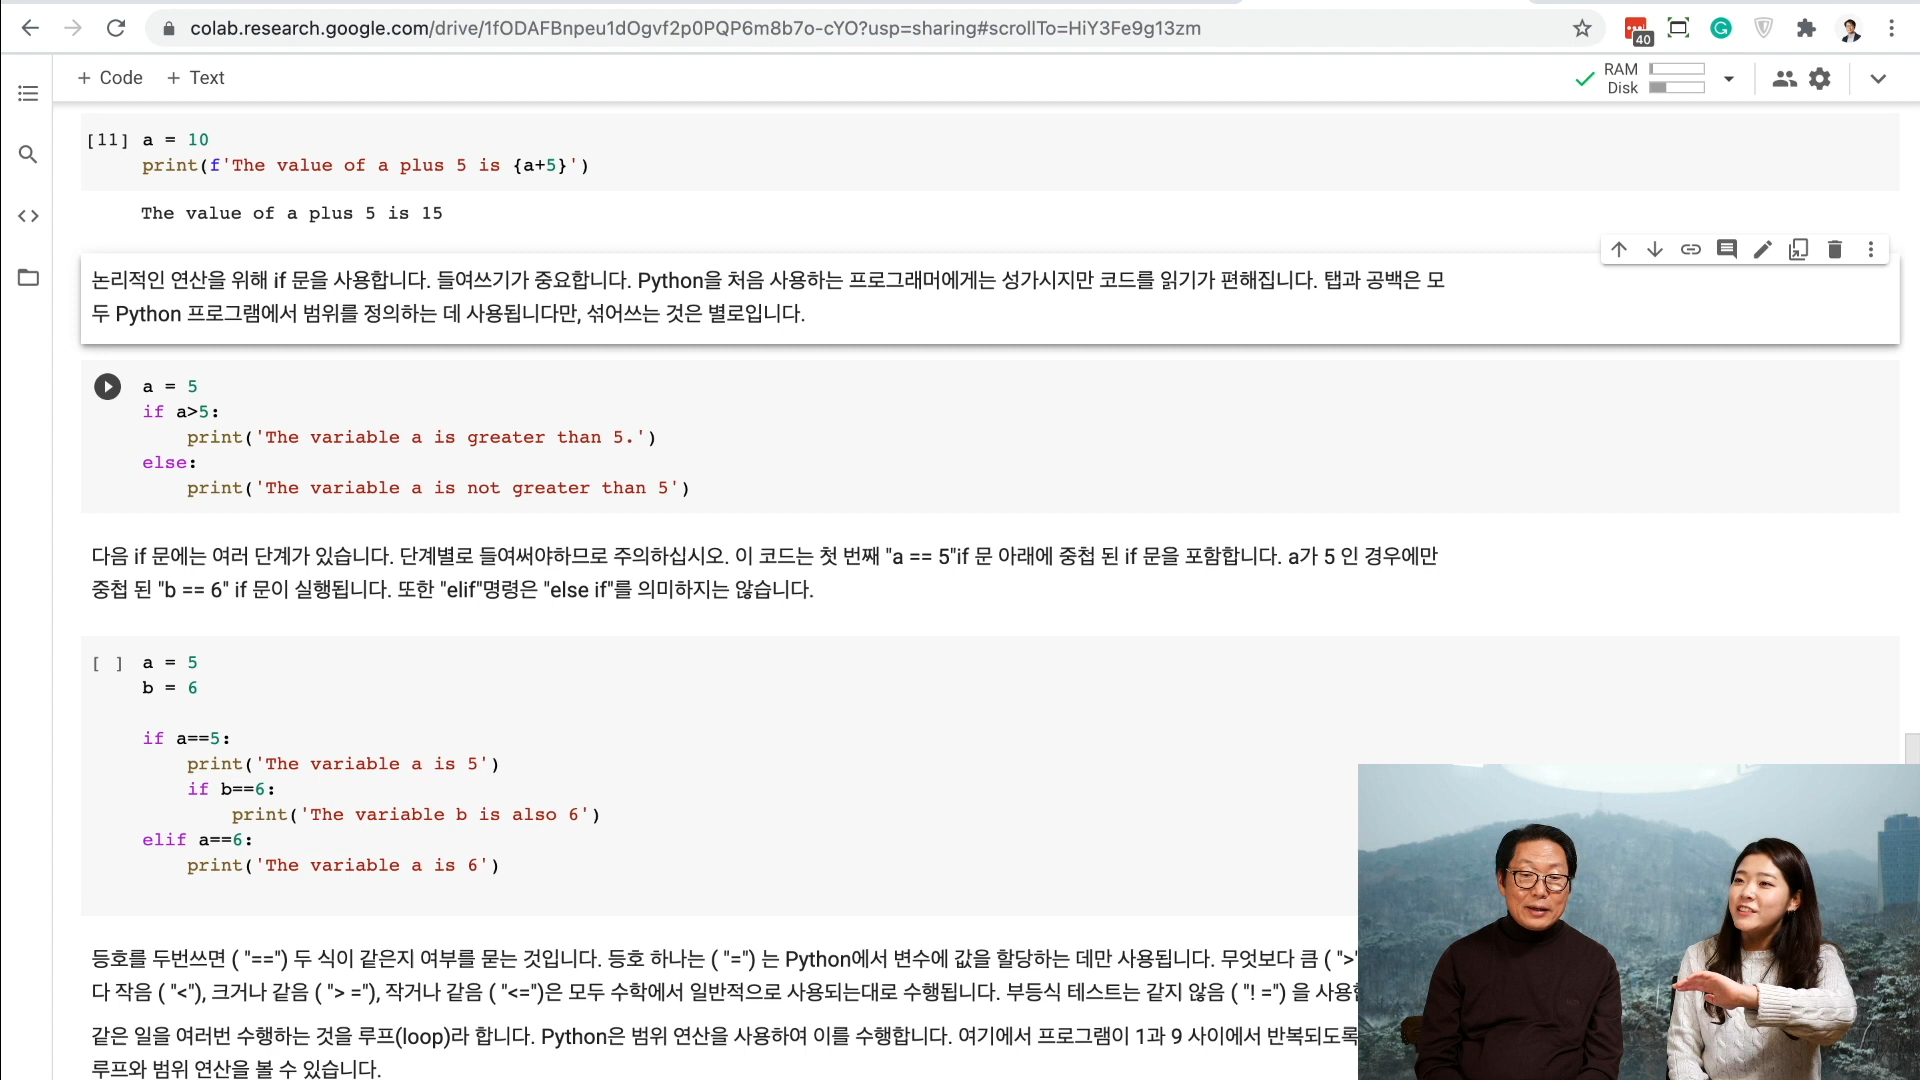 colab.research.google.com/drive/1fODAFBnpeu1dOgvf2p0PQP6m8b7o-cYO?usp=sharing#scrollTo=HiY3Fe9g13zm
40
+ Code + Text
RAM
Disk
[11] a = 10
print(f'The value of a plus 5 is {a+5}')
The value of a plus 5 is 15
논리적인 연산을 위해 if 문을 사용합니다. 들여쓰기가 중요합니다. Python을 처음 사용하는 프로그래머에게는 성가시지만 코드를 읽기가 편해집니다. 탭과 공백은 모
두 Python 프로그램에서 범위를 정의하는 데 사용됩니다만, 섞어쓰는 것은 별로입니다.
a = 5
if a>5:
print('The variable a is greater than 5.')
else:
print('The variable a is not greater than 5')
다음 if 문에는 여러 단계가 있습니다. 단계별로 들여써야하므로 주의하십시오. 이 코드는 첫 번째 "a == 5"if 문 아래에 중첩 된 if 문을 포함합니다. a가 5 인 경우에만
중첩 된 "b == 6" if 문이 실행됩니다. 또한 "elif"명령은 "else if"를 의미하지는 않습니다.
[ ] a = 5
b = 6
if a==5:
print('The variable a is 5')
if b==6:
print('The variable b is also 6')
elif a==6:
print('The variable a is 6')
등호를 두번쓰면 ( "==") 두 식이 같은지 여부를 묻는 것입니다. 등호 하나는 ( "=") 는 Python에서 변수에 값을 할당하는 데만 사용됩니다. 무엇보다 큼 ( ">"
다 작음 ( "<"), 크거나 같음 ( "> ="), 작거나 같음 ( "<=")은 모두 수학에서 일반적으로 사용되는대로 수행됩니다. 부등식 테스트는 같지 않음 ( "! =") 을
같은 일을 여러번 수행하는 것을 루프(loop)라 합니다. Python은 범위 연산을 사용하여 이를 수행합니다. 여기에서 프로그램이 1과 9 사이에서 반복되도록
루프와 범위 연산을 볼 수 있습니다.